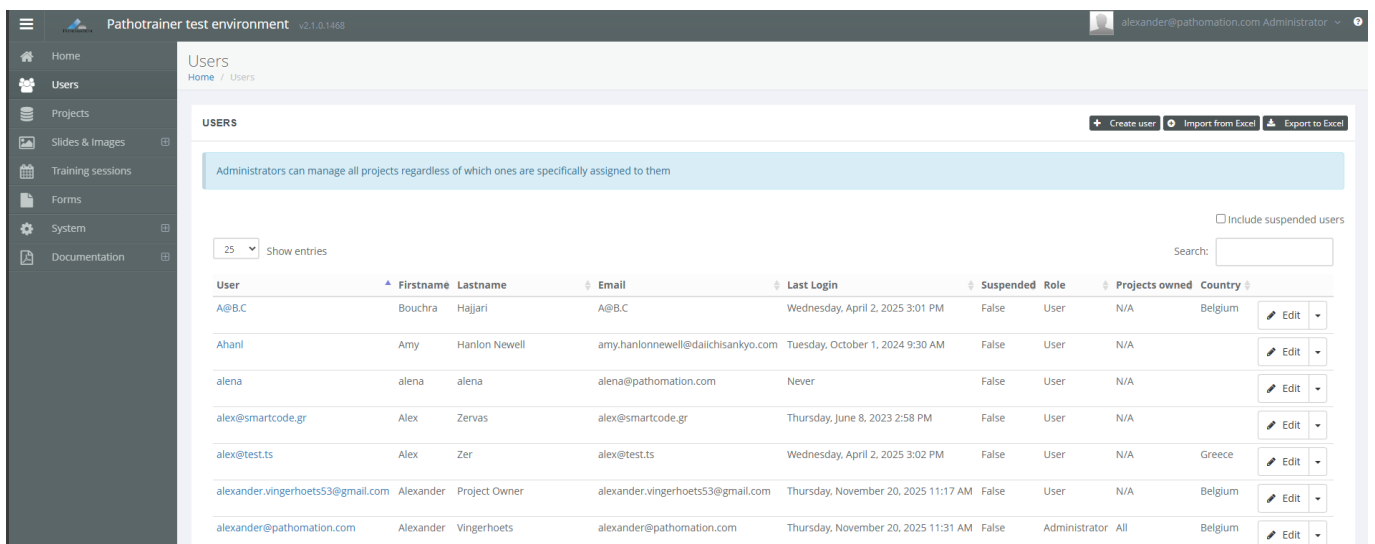 Pathotrainer test environment v2.1.0.1468
alexander@pathomation.com Administrator
Home
Users
Projects
Slides & Images
Training sessions
Forms
System
Documentation
Users
Home / Users
USERS
Create user Import from Excel Export to Excel
Administrators can manage all projects regardless of which ones are specifically assigned to them
Include suspended users
25 Show entries Search:
User Firstname Lastname Email Last Login Suspended Role Projects owned Country
A@B.C Bouchra Hajjari A@B.C Wednesday, April 2, 2025 3:01 PM False User N/A Belgium Edit
Ahanl Amy Hanlon Newell amy.hanlonnewell@daiichisankyo.com Tuesday, October 1, 2024 9:30 AM False User N/A Edit
alena alena alena alena@pathomation.com Never False User N/A Edit
alex@smartcode.gr Alex Zervas alex@smartcode.gr Thursday, June 8, 2023 2:58 PM False User N/A Edit
alex@test.ts Alex Zer alex@test.ts Wednesday, April 2, 2025 3:02 PM False User N/A Greece Edit
alexander.vingerhoets53@gmail.com Alexander Project Owner alexander.vingerhoets53@gmail.com Thursday, November 20, 2025 11:17 AM False User N/A Belgium Edit
alexander@pathomation.com Alexander Vingerhoets alexander@pathomation.com Thursday, November 20, 2025 11:31 AM False Administrator All Belgium Edit